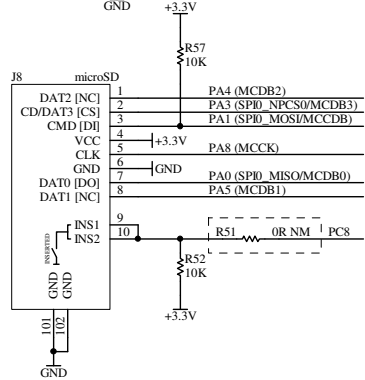 GND
+3.3V
R57
10K
J8 microSD
DAT2 [NC] 1 PA4 (MCDB2)
CD/DAT3 [CS] 2 PA3 (SPI0_NPCS0/MCDB3)
CMD [DI] 3 PA1 (SPI0_MOSI/MCCDB)
VCC 4 +3.3V
CLK 5 PA8 (MCCK)
GND 6 GND
DAT0 [DO] 7 PA0 (SPI0_MISO/MCDB0)
DAT1 [NC] 8 PA5 (MCDB1)
INS1 9
INS2 10 R51 0R NM PC8
INSERTED
R52
10K
GND
GND
+3.3V
101
102
GND